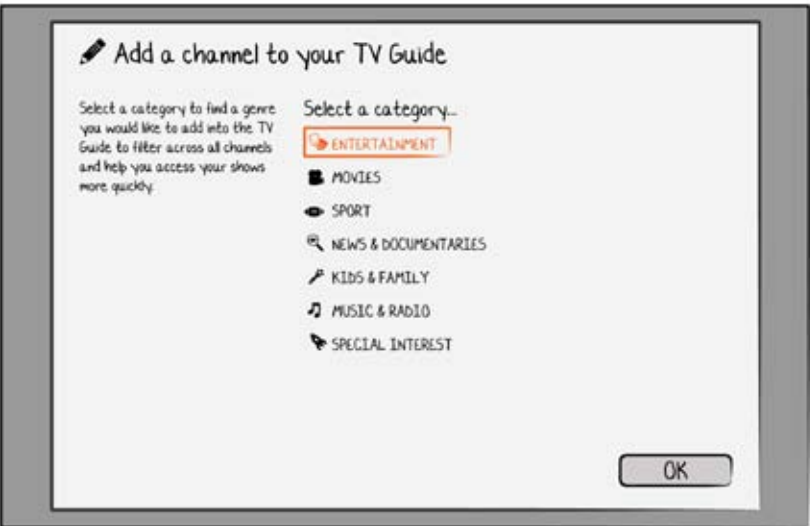 Add a channel to your TV Guide
Select a category to find a genre
you would like to add into the TV
Guide to filter across all channels
and help you access your shows
more quickly.
Select a category...
ENTERTAINMENT
MOVIES
SPORT
NEWS & DOCUMENTARIES
KIDS & FAMILY
MUSIC & RADIO
SPECIAL INTEREST
OK